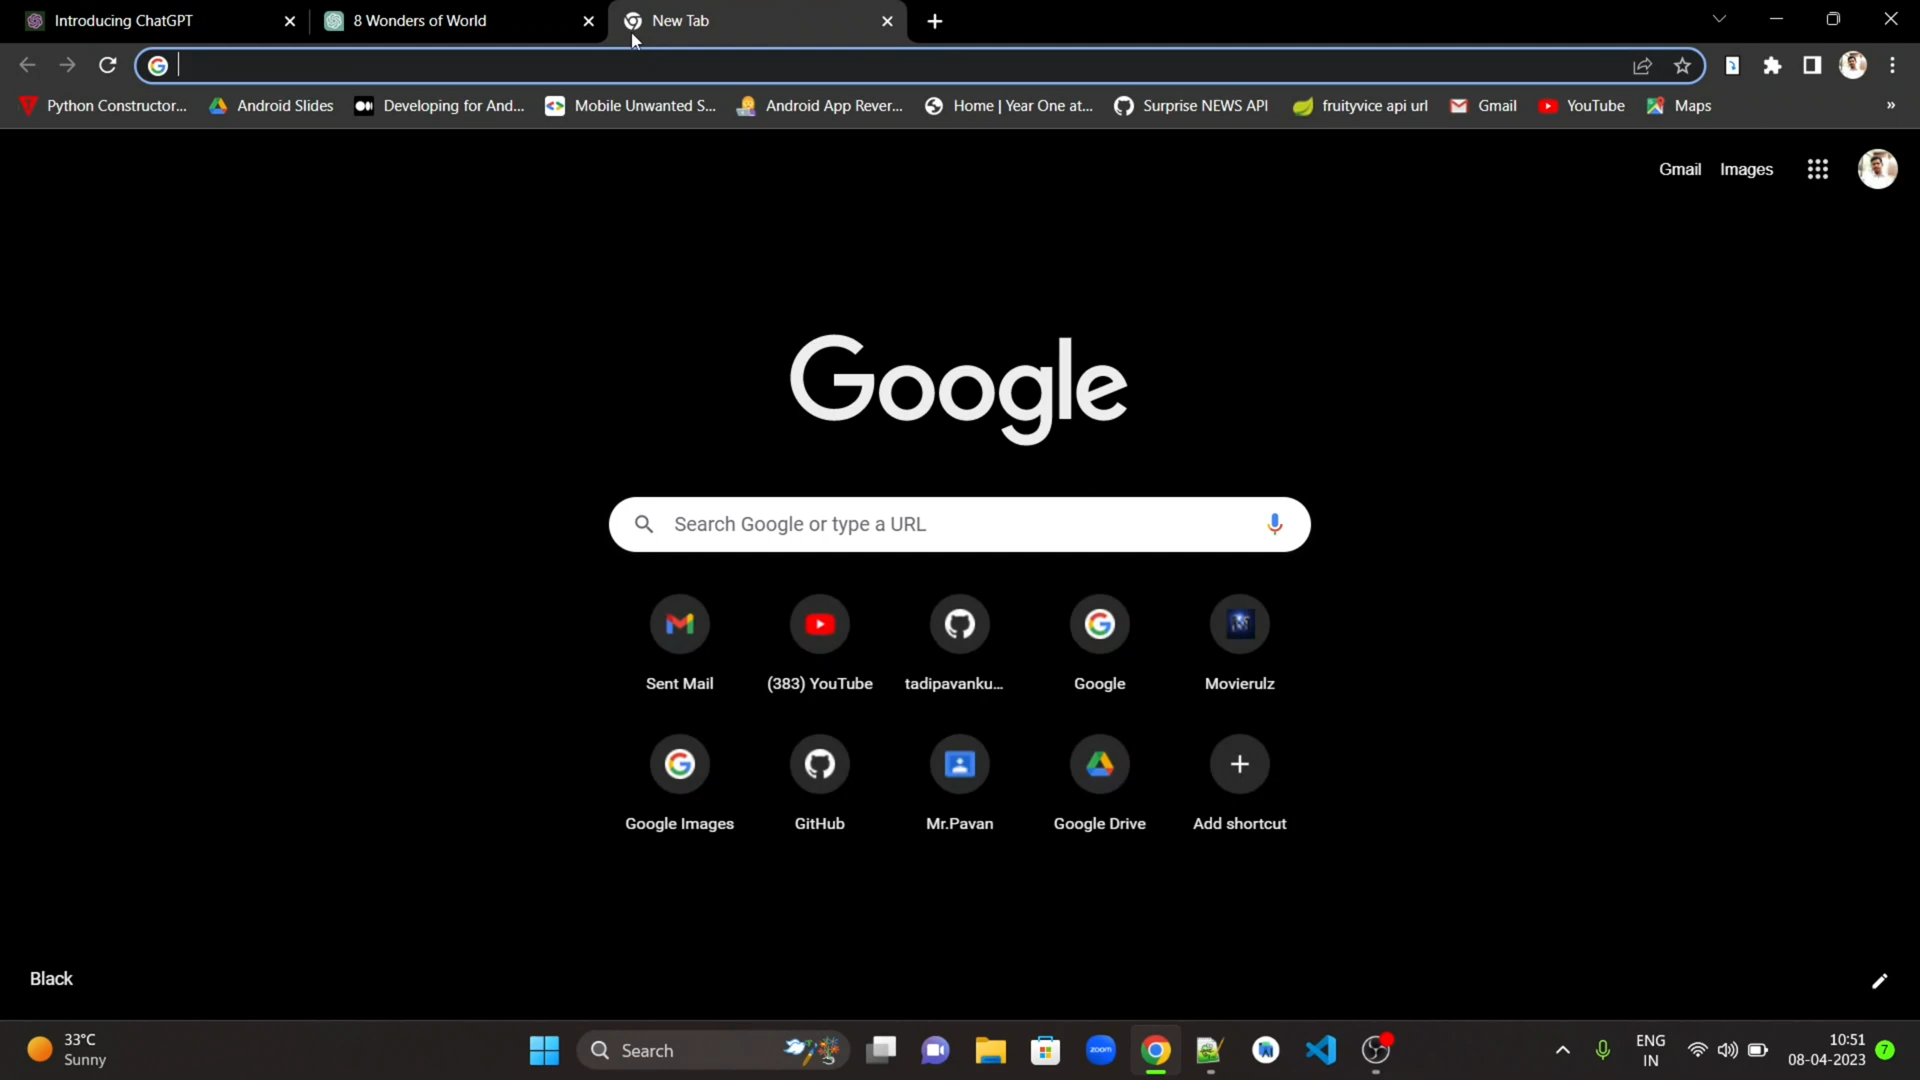 Introducing ChatGPT
8 Wonders of World
New Tab
Python Constructor...
Android Slides
Developing for And...
Mobile Unwanted S...
Android App Rever...
Home | Year One at...
Surprise NEWS API
fruityvice api url
Gmail
YouTube
Maps
»
Gmail
Images
Google
Search Google or type a URL
Sent Mail
(383) YouTube
tadipavanku...
Google
Movierulz
Google Images
GitHub
Mr.Pavan
Google Drive
Add shortcut
Black
33°C
Sunny
Search
zoom
ENG
IN
10:51
08-04-2023
7